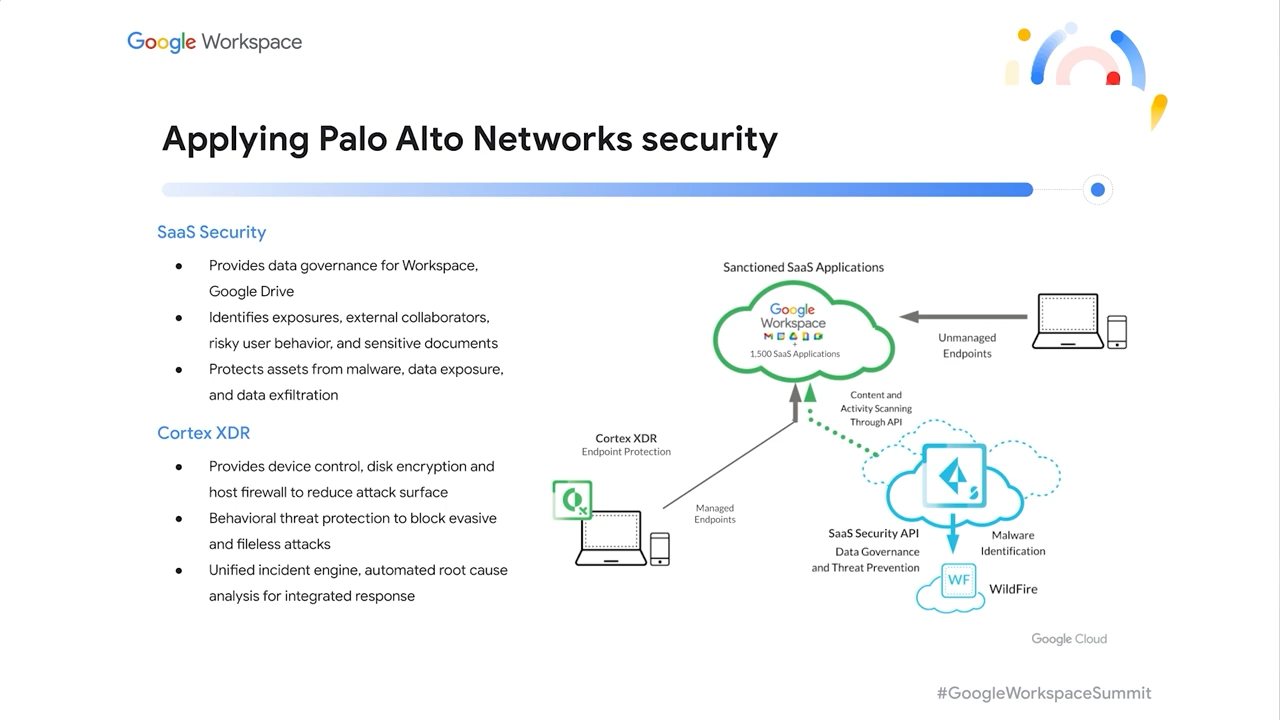 Google Workspace
Applying Palo Alto Networks security
SaaS Security
● Provides data governance for Workspace,
Google Drive
● Identifies exposures, external collaborators,
risky user behavior, and sensitive documents
● Protects assets from malware, data exposure,
and data exfiltration
Cortex XDR
● Provides device control, disk encryption and
host firewall to reduce attack surface
● Behavioral threat protection to block evasive
and fileless attacks
● Unified incident engine, automated root cause
analysis for integrated response
Sanctioned SaaS Applications
Google
Workspace
+
1,500 SaaS Applications
Unmanaged
Endpoints
Content and
Activity Scanning
Through API
Cortex XDR
Endpoint Protection
Managed
Endpoints
S
SaaS Security API
Data Governance
and Threat Prevention
Malware
Identification
WF
WildFire
Google Cloud
#GoogleWorkspaceSummit